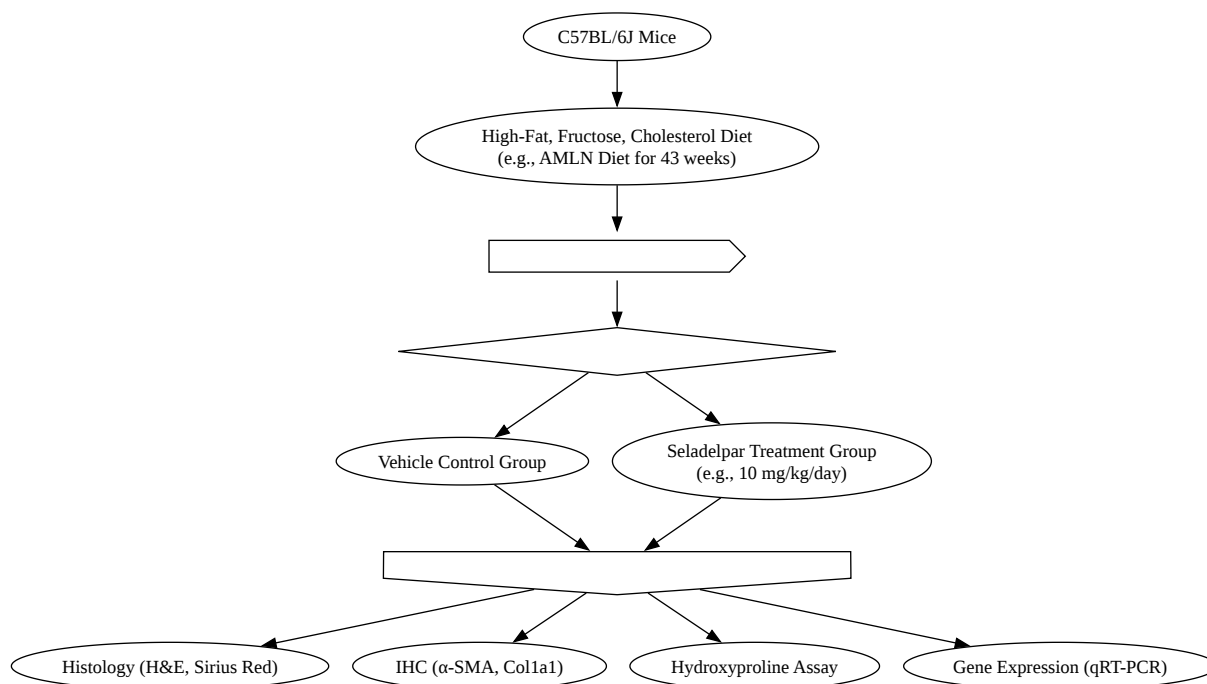 C57BL/6J Mice
High-Fat, Fructose, Cholesterol Diet
(e.g., AMLN Diet for 43 weeks)
Vehicle Control Group
Seladelpar Treatment Group
(e.g., 10 mg/kg/day)
Histology (H&E, Sirius Red)
IHC (α-SMA, Col1a1)
Hydroxyproline Assay
Gene Expression (qRT-PCR)